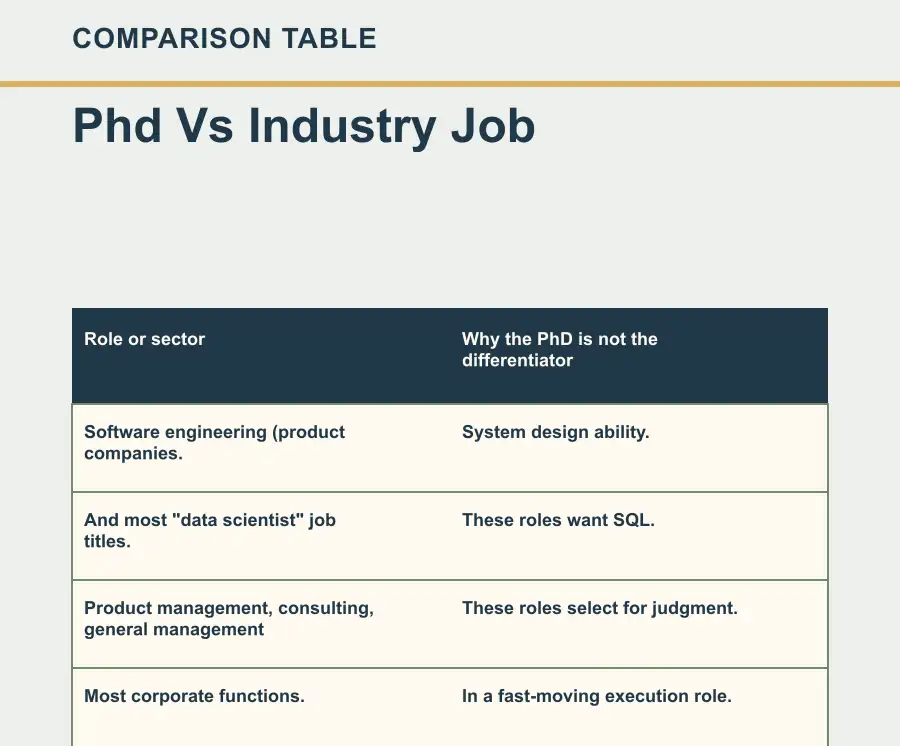 COMPARISON TABLE
Phd Vs Industry Job
Role or sector
Why the PhD is not the
differentiator
Software engineering (product
companies.
System design ability.
And most "data scientist" job
titles.
These roles want SQL.
Product management, consulting,
general management
These roles select for judgment.
Most corporate functions.
In a fast-moving execution role.